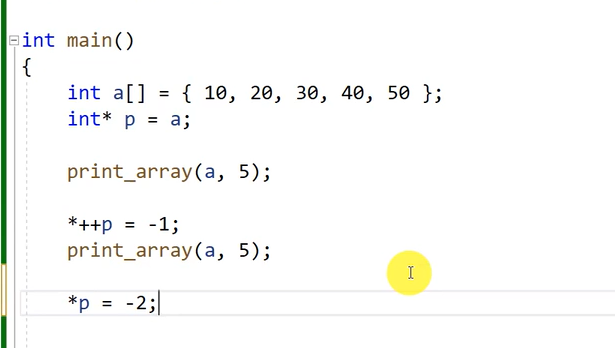 int main()
{
int a[] = { 10, 20, 30, 40, 50 };
int* p = a;
print_array(a, 5);
*++p = -1;
print_array(a, 5);
*p = -2;